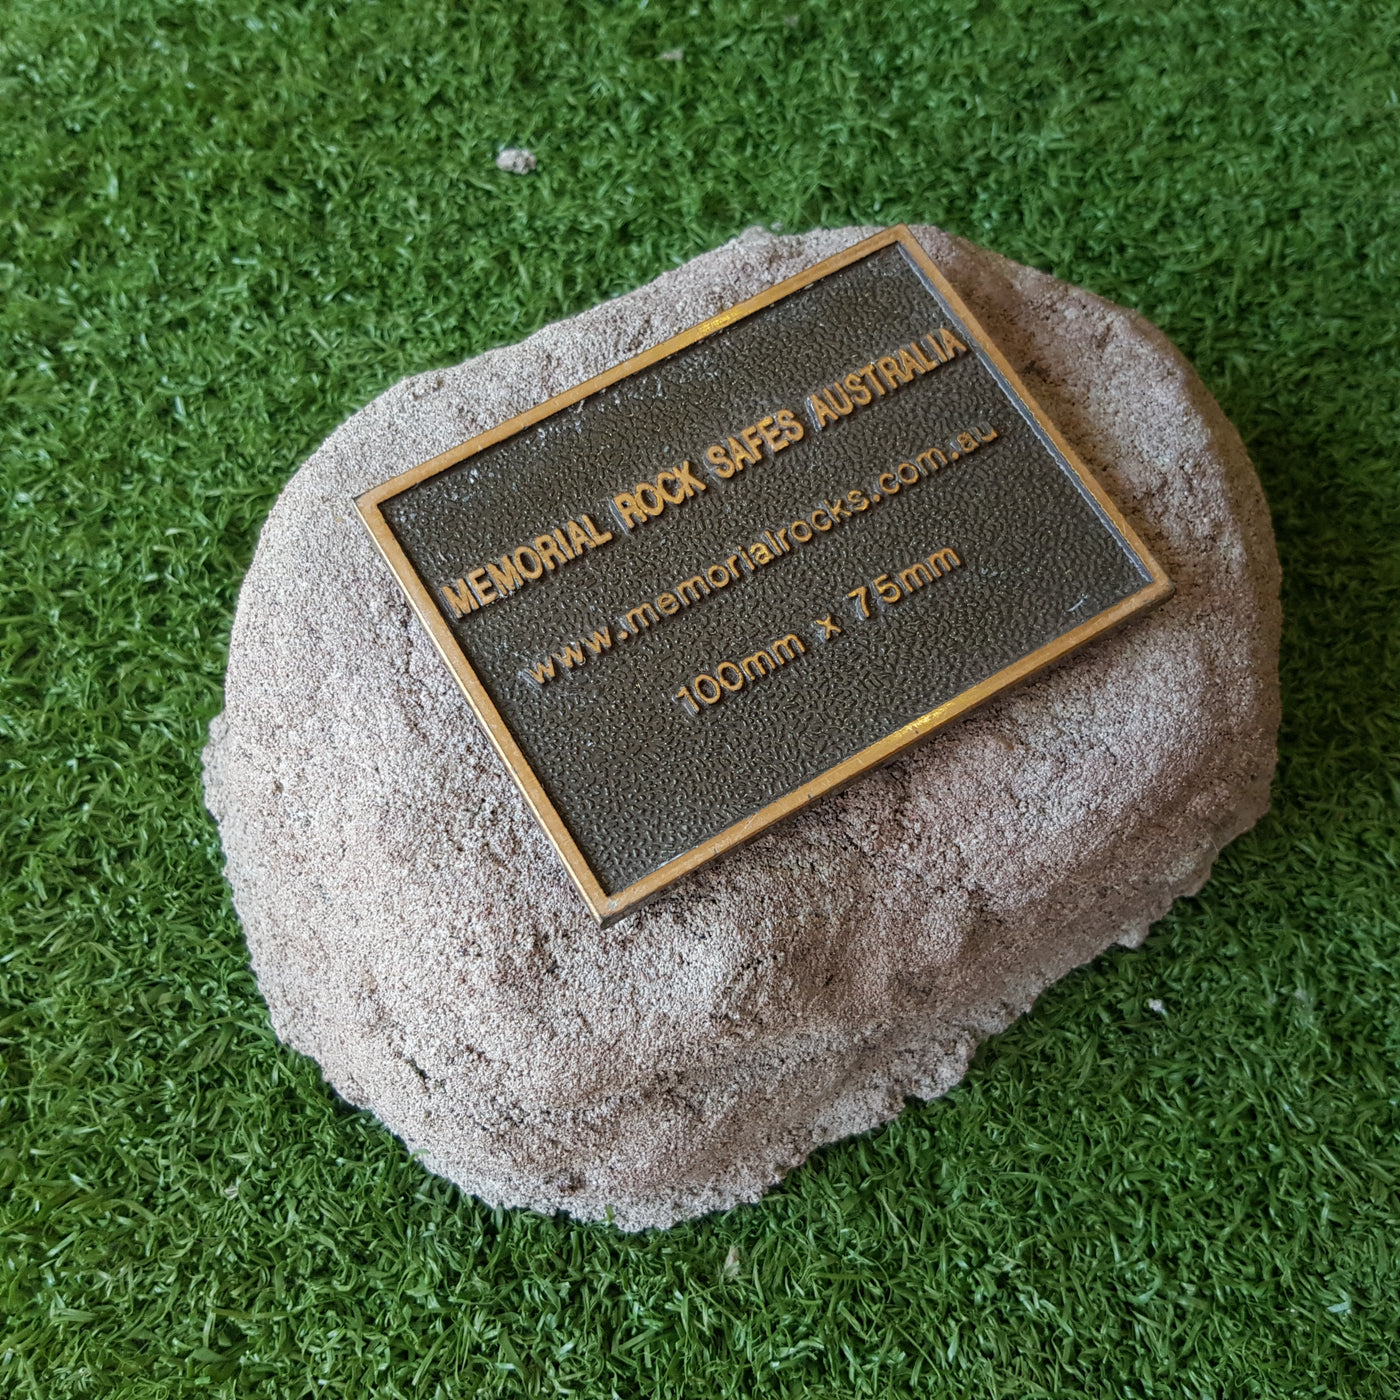 MEMORIAL ROCK SAFES AUSTRALIA
www.memorialrocks.com.au
100mm x 75mm